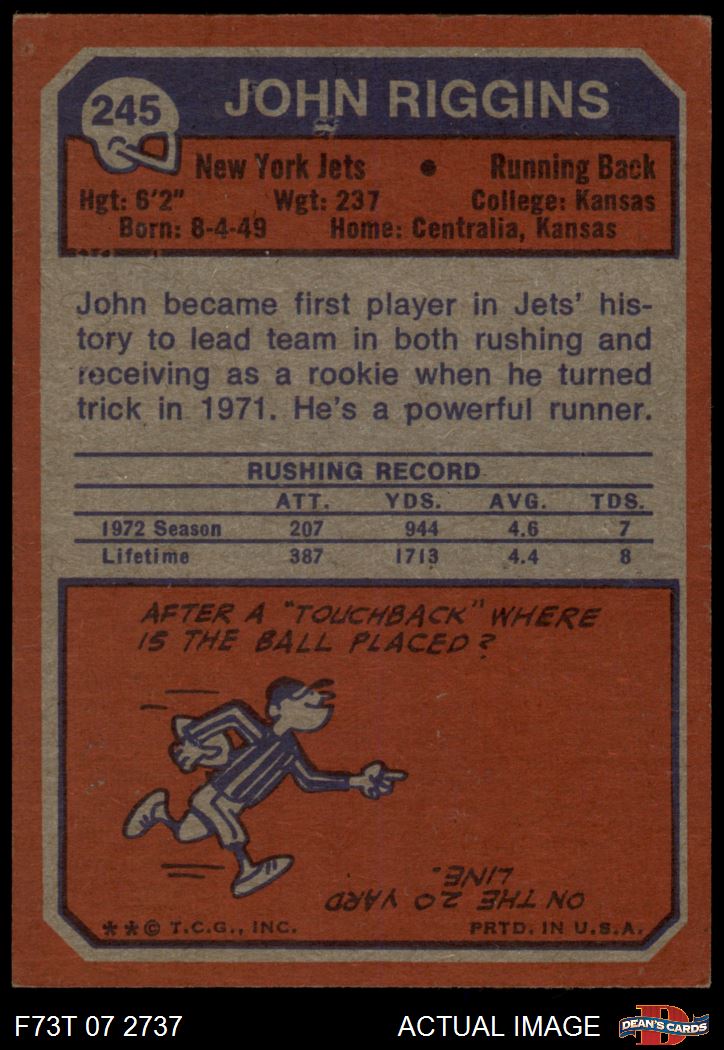 245
JOHN RIGGINS
New York Jets • Running Back
Hgt: 6'2" Wgt: 237 College: Kansas
Born: 8-4-49 Home: Centralia, Kansas
John became first player in Jets' his-
tory to lead team in both rushing and
receiving as a rookie when he turned
trick in 1971. He's a powerful runner.
RUSHING RECORD
ATT. YDS. AVG. TDS.
1972 Season 207 944 4.6 7
Lifetime 387 1713 4.4 8
AFTER A "TOUCHBACK" WHERE
IS THE BALL PLACED?
ON THE 20 YARD
LINE.
**© T.C.G., INC. PRTD. IN U.S.A.
F73T 07 2737 ACTUAL IMAGE
D
DEAN'S CARDS